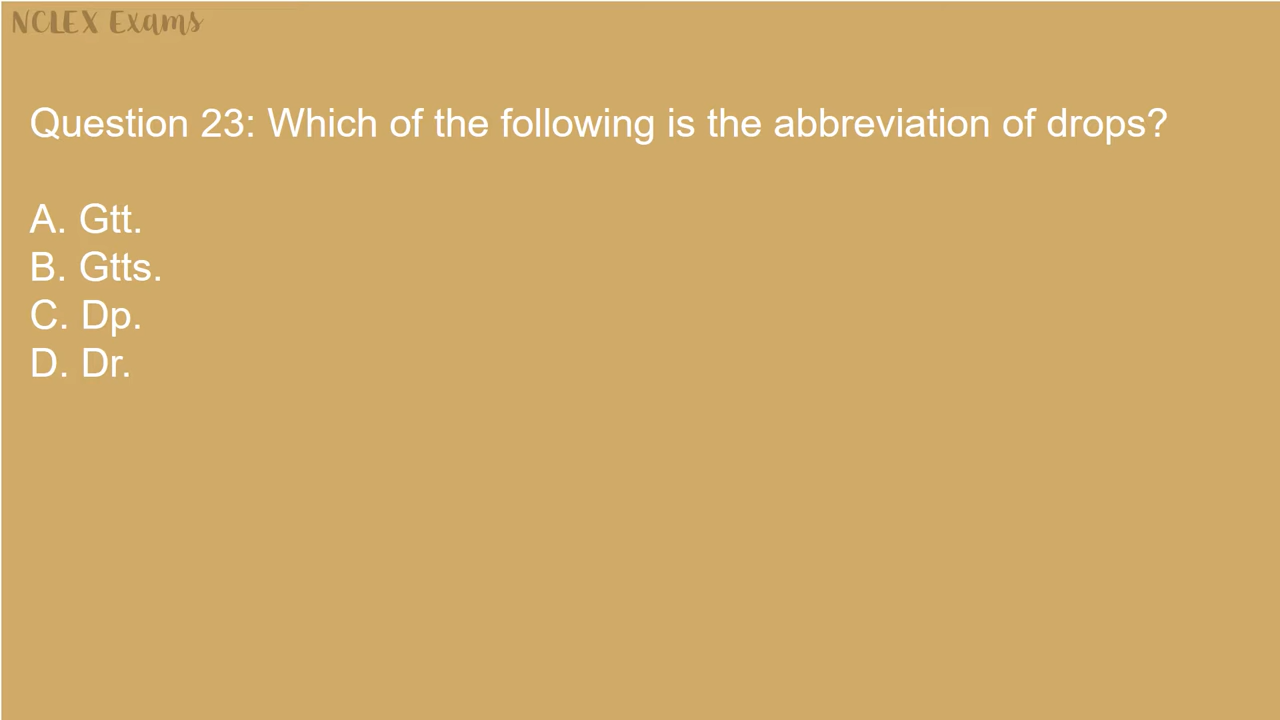 NCLEX Exams
Question 23: Which of the following is the abbreviation of drops?
A. Gtt.
B. Gtts.
C. Dp.
D. Dr.